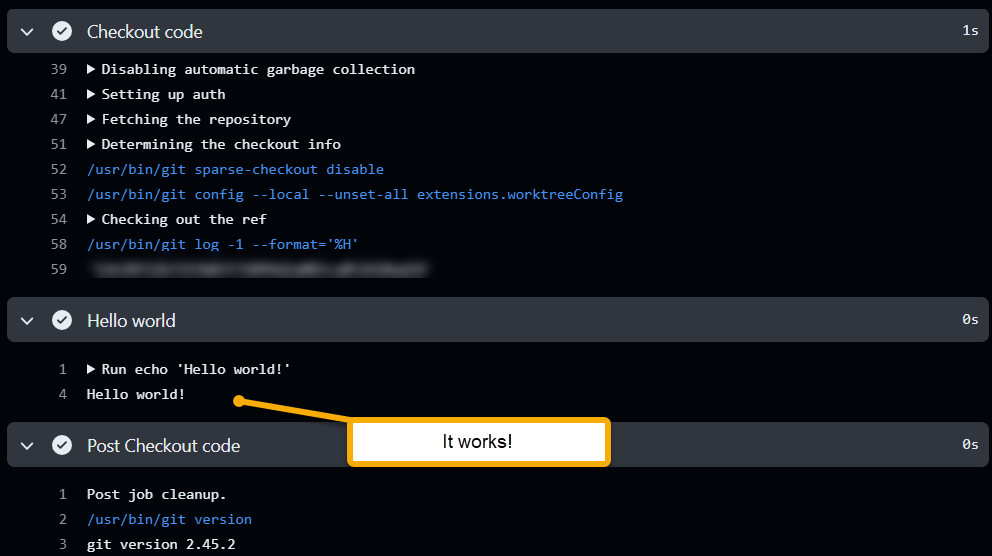 Checkout code 1s
39 Disabling automatic garbage collection
41 Setting up auth
47 Fetching the repository
51 Determining the checkout info
52 /usr/bin/git sparse-checkout disable
53 /usr/bin/git config --local --unset-all extensions.worktreeConfig
54 Checking out the ref
58 /usr/bin/git log -1 --format='%H'
59
Hello world 0s
1 Run echo 'Hello world!'
4 Hello world!
It works!
Post Checkout code 0s
1 Post job cleanup.
2 /usr/bin/git version
3 git version 2.45.2